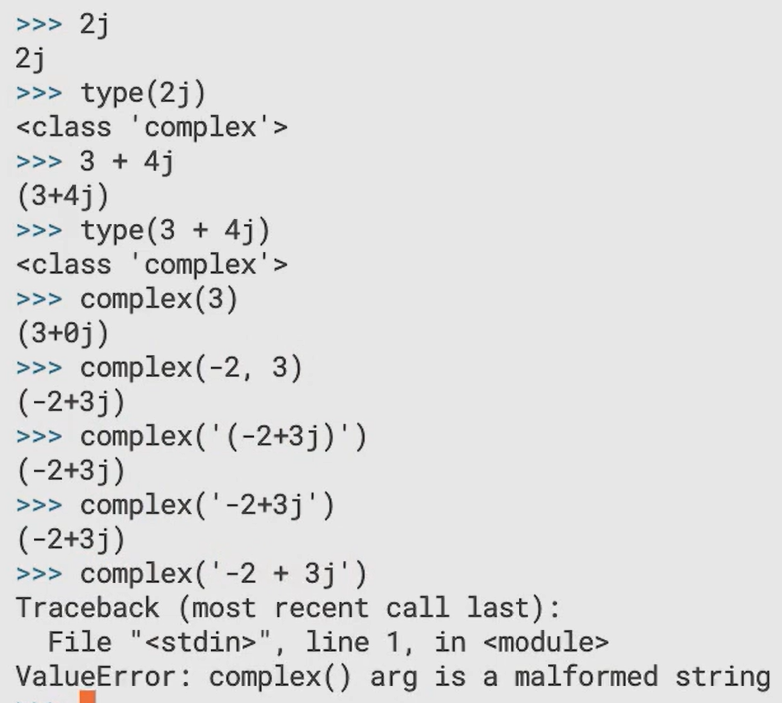 >>> 2j
2j
>>> type(2j)
<class 'complex'>
>>> 3 + 4j
(3+4j)
>>> type(3 + 4j)
<class 'complex'>
>>> complex(3)
(3+0j)
>>> complex(-2, 3)
(-2+3j)
>>> complex('(-2+3j)')
(-2+3j)
>>> complex('-2+3j')
(-2+3j)
>>> complex('-2 + 3j')
Traceback (most recent call last):
  File "<stdin>", line 1, in <module>
ValueError: complex() arg is a malformed string
>>>